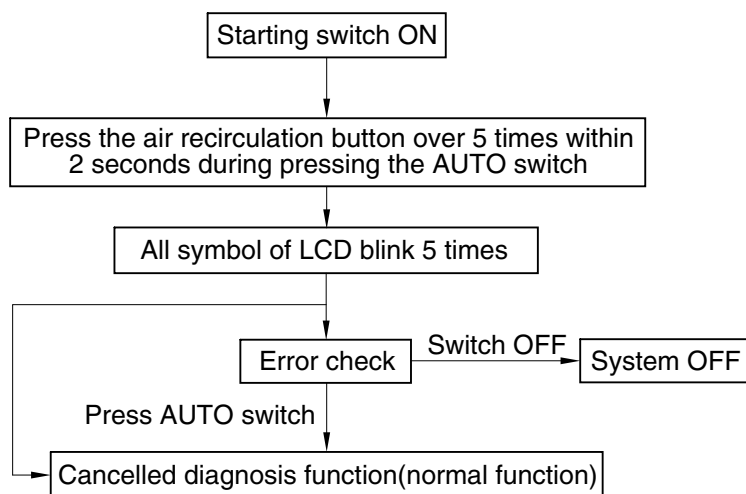 Starting switch ON
Press the air recirculation button over 5 times within
2 seconds during pressing the AUTO switch
All symbol of LCD blink 5 times
Error check
Switch OFF
System OFF
Press AUTO switch
Cancelled diagnosis function(normal function)